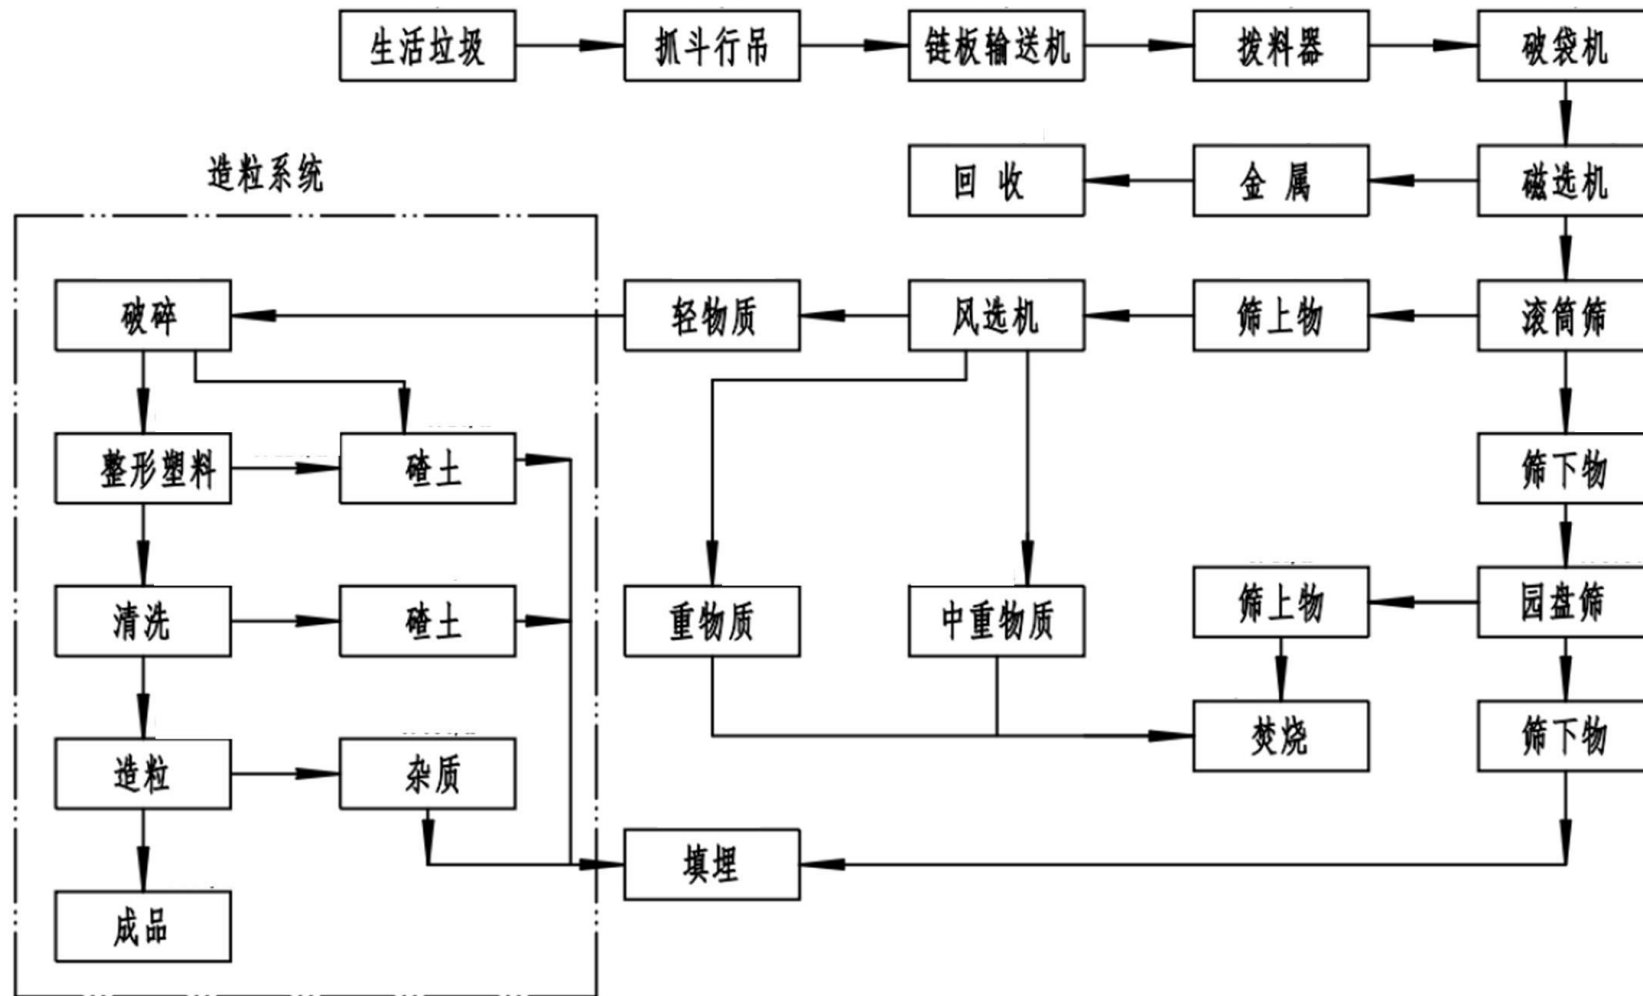 生活垃圾
抓斗行吊
链板输送机
拨料器
破袋机
回 收
金 属
磁选机
造粒系统
破碎
轻物质
风选机
筛上物
滚筒筛
整形塑料
碴土
筛下物
清洗
碴土
重物质
中重物质
筛上物
园盘筛
造粒
杂质
焚烧
筛下物
填埋
成品